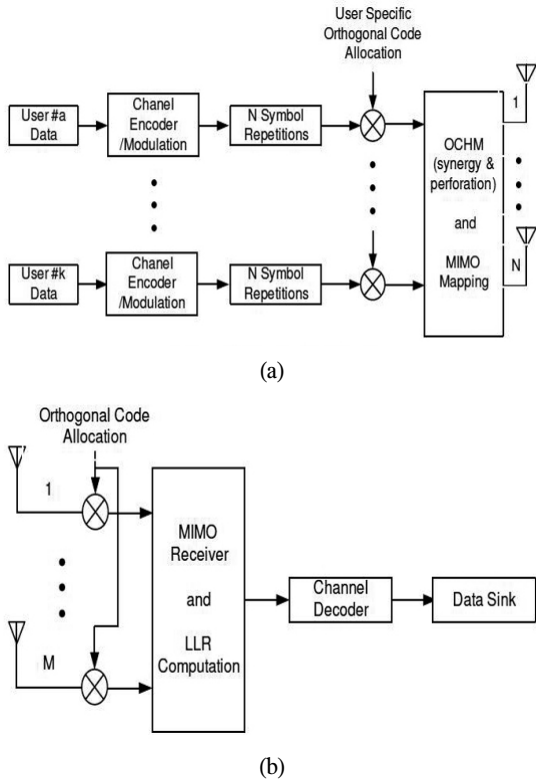 User Specific
Orthogonal Code
Allocation
User #a
Data
Chanel
Encoder
/Modulation
N Symbol
Repetitions
OCHM
(synergy &
perforation)
and
MIMO
Mapping
1
N
User #k
Data
Chanel
Encoder
/Modulation
N Symbol
Repetitions
(a)
Orthogonal Code
Allocation
1
M
MIMO
Receiver
and
LLR
Computation
Channel
Decoder
Data Sink
(b)